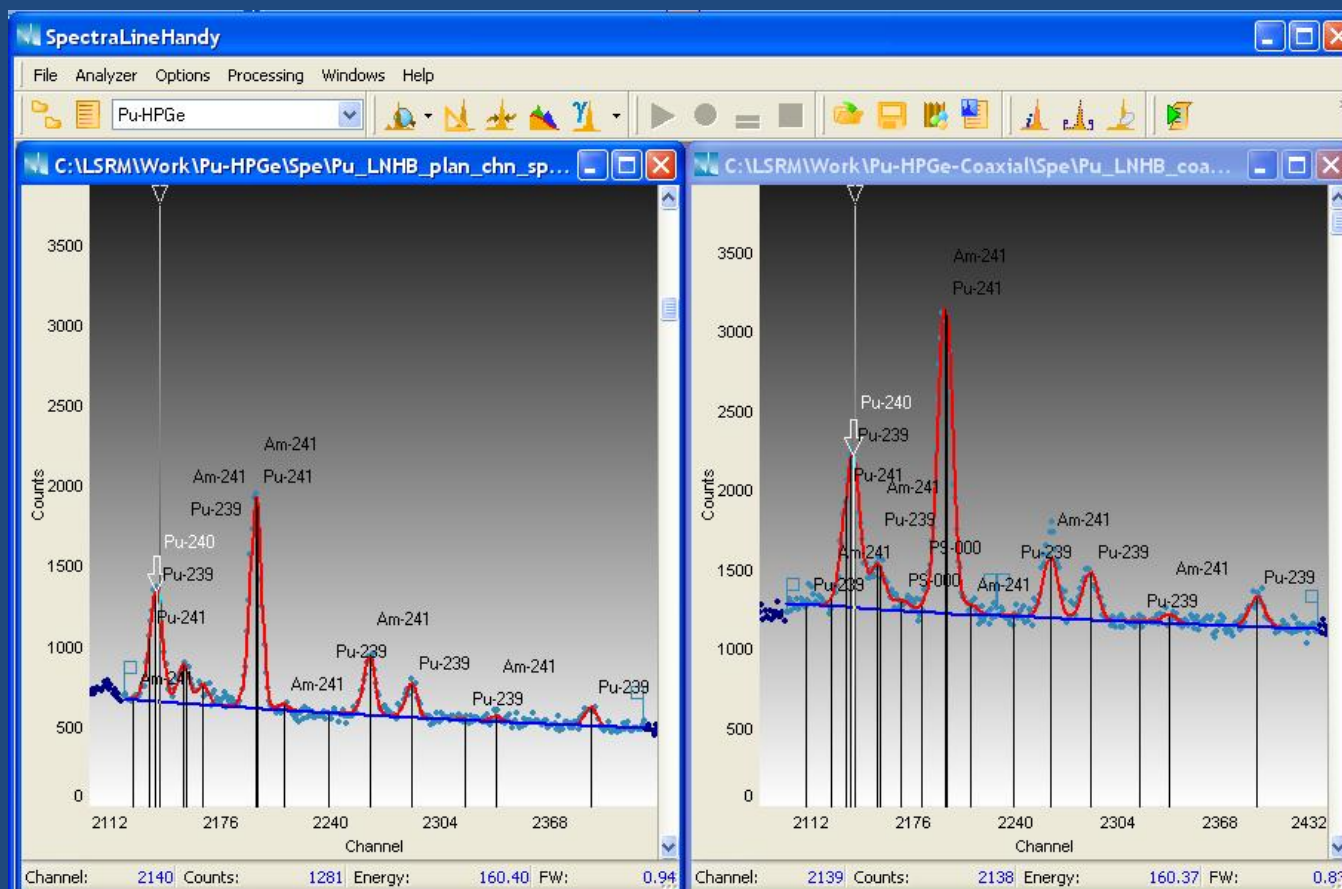 SpectraLineHandy
File Analyzer Options Processing Windows Help
Pu-HPGe
C:\LSRM\Work\Pu-HPGe\Spe\Pu_LNHB_plan_chn_sp...
3500
3000
2500
2000
1500
1000
500
0
Counts
Am-241
Am-241
Pu-241
Pu-239
Pu-240
Pu-239
Pu-241
Am-241
Am-241
Am-241
Pu-239
Pu-239
Am-241
Pu-239
Pu-239
2112 2176 2240 2304 2368
Channel
Channel: 2140 Counts: 1281 Energy: 160.40 FW: 0.94
C:\LSRM\Work\Pu-HPGe-Coaxial\Spe\Pu_LNHB_coa...
3500
3000
2500
2000
1500
1000
500
0
Counts
Am-241
Pu-241
Pu-240
Pu-239
Pu-241
Am-241
Pu-239
Am-241
Pu-239
PS-000
PS-000
Am-241
Am-241
Pu-239
Pu-239
Am-241
Pu-239
Pu-239
2112 2176 2240 2304 2368 2432
Channel
Channel: 2139 Counts: 2138 Energy: 160.37 FW: